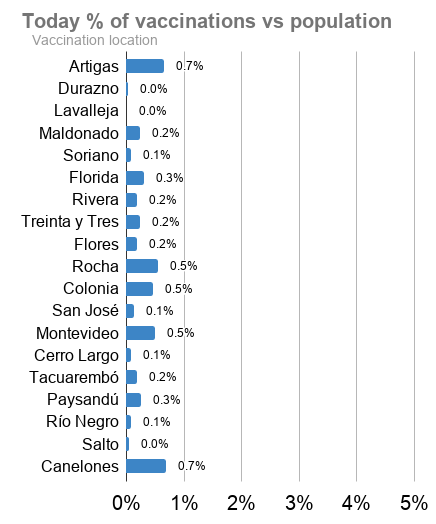 Today % of vaccinations vs population
Vaccination location
Artigas 0.7%
Durazno 0.0%
Lavalleja 0.0%
Maldonado 0.2%
Soriano 0.1%
Florida 0.3%
Rivera 0.2%
Treinta y Tres 0.2%
Flores 0.2%
Rocha 0.5%
Colonia 0.5%
San José 0.1%
Montevideo 0.5%
Cerro Largo 0.1%
Tacuarembó 0.2%
Paysandú 0.3%
Río Negro 0.1%
Salto 0.0%
Canelones 0.7%
0% 1% 2% 3% 4% 5%